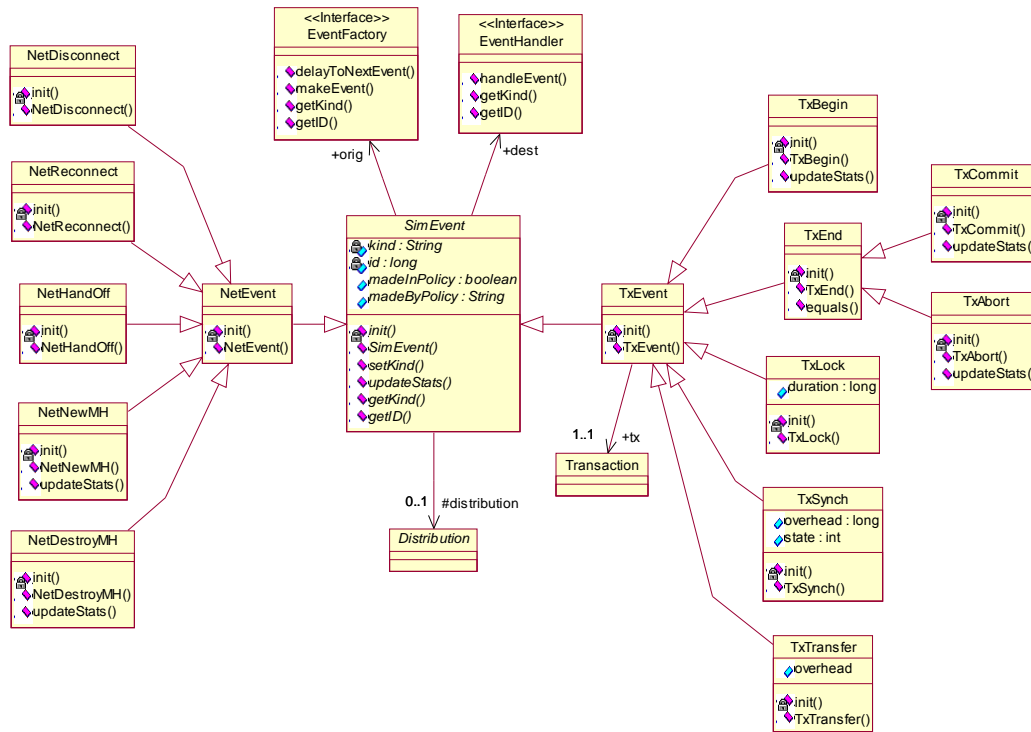 <<Interface>>
EventFactory
delayToNextEvent()
makeEvent()
getKind()
getID()
<<Interface>>
EventHandler
handleEvent()
getKind()
getID()
+orig
+dest
NetDisconnect
init()
NetDisconnect()
NetReconnect
init()
NetReconnect()
NetHandOff
init()
NetHandOff()
NetNewMH
init()
NetNewMH()
updateStats()
NetDestroyMH
init()
NetDestroyMH()
updateStats()
NetEvent
init()
NetEvent()
SimEvent
kind : String
id : long
madeInPolicy : boolean
madeByPolicy : String
init()
SimEvent()
setKind()
updateStats()
getKind()
getID()
0..1
#distribution
Distribution
TxEvent
init()
TxEvent()
1..1
+tx
Transaction
TxBegin
init()
TxBegin()
updateStats()
TxEnd
init()
TxEnd()
equals()
TxCommit
init()
TxCommit()
updateStats()
TxAbort
init()
TxAbort()
updateStats()
TxLock
duration : long
init()
TxLock()
TxSynch
overhead : long
state : int
init()
TxSynch()
TxTransfer
overhead
init()
TxTransfer()